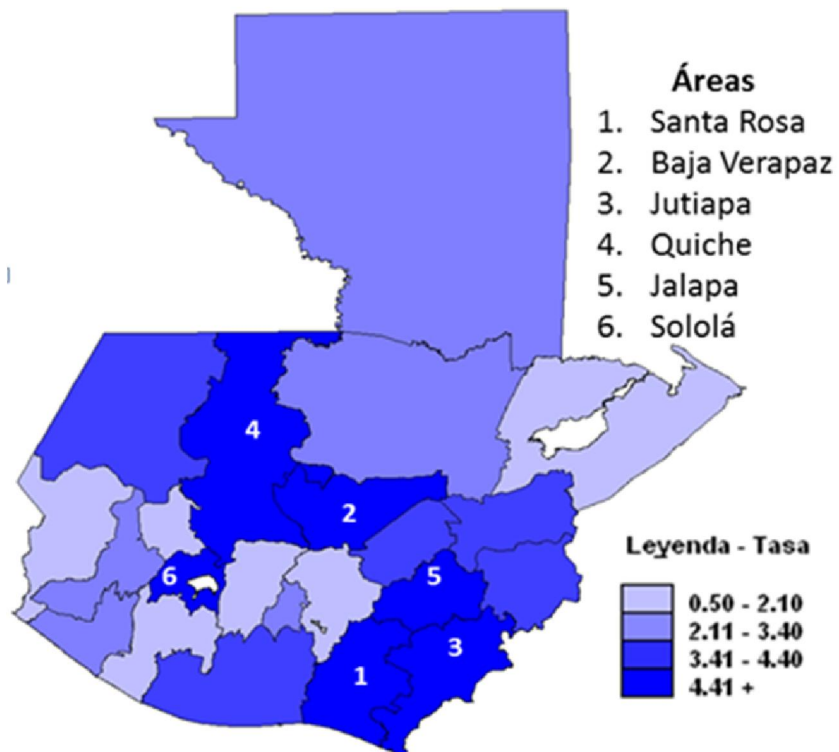 Áreas
1. Santa Rosa
2. Baja Verapaz
3. Jutiapa
4. Quiche
5. Jalapa
6. Sololá
4
2
6
5
3
1
Leyenda - Tasa
0.50 - 2.10
2.11 - 3.40
3.41 - 4.40
4.41 +